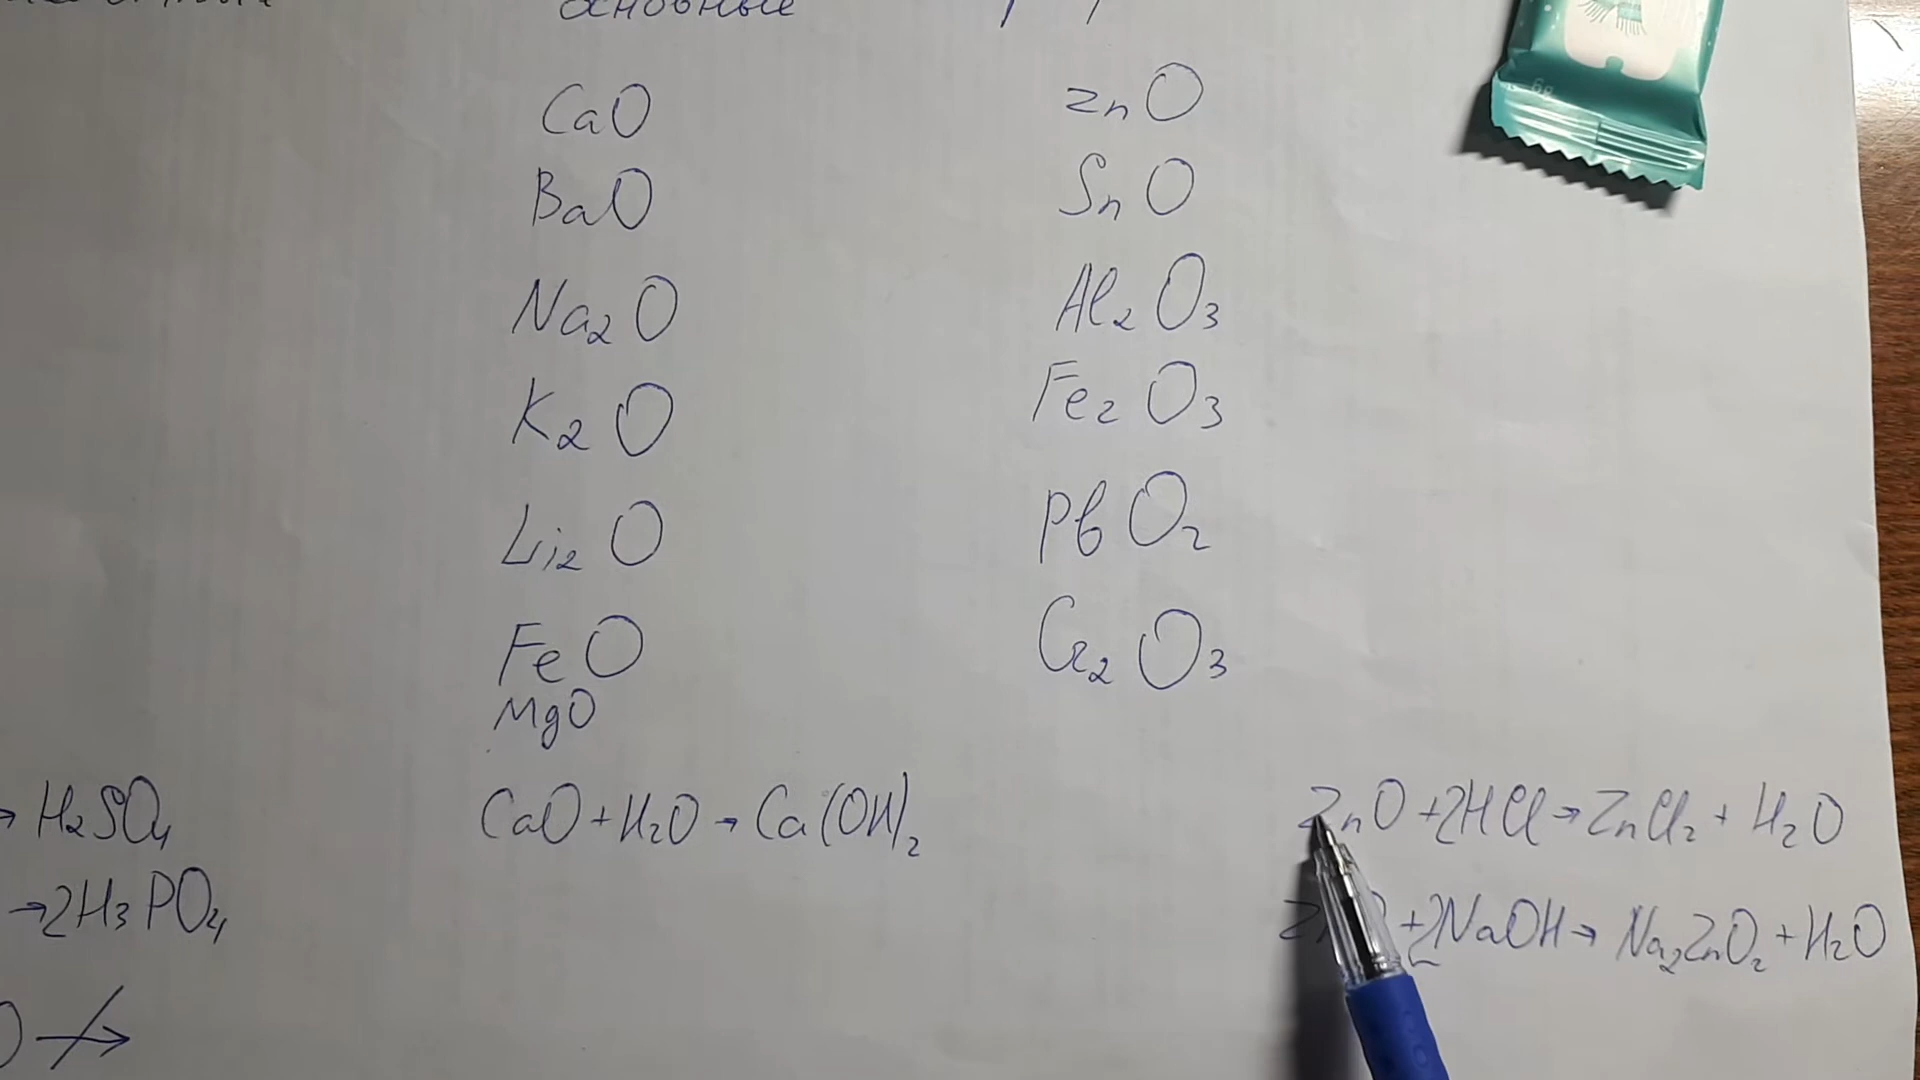 основные
CaO ZnO
BaO SnO
Na₂O Al₂O₃
K₂O Fe₂O₃
Li₂O PbO₂
FeO Cr₂O₃
MgO
→ H₂SO₄ CaO + H₂O → Ca(OH)₂ ZnO + 2HCl → ZnCl₂ + H₂O
→ 2H₃PO₄ + 2NaOH → Na₂ZnO₂ + H₂O
6g